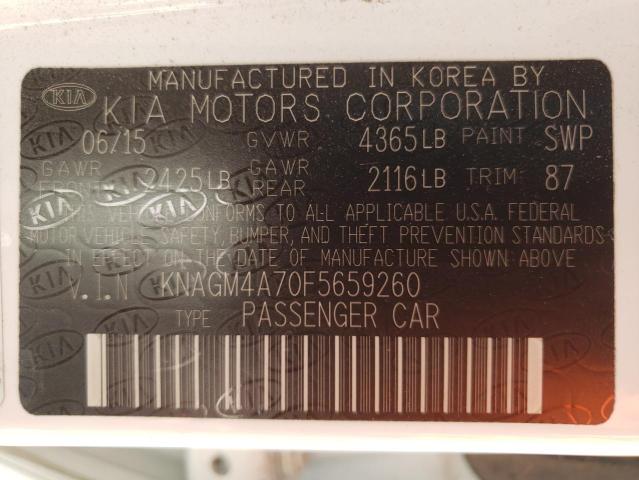 MANUFACTURED IN KOREA BY
KIA KIA MOTORS CORPORATION
06/15 GVWR 4365LB PAINT SWP
GAWR GAWR
FRONT 2425LB REAR 2116LB TRIM: 87
THIS VEHICLE CONFORMS TO ALL APPLICABLE U.S.A. FEDERAL
MOTOR VEHICLE SAFETY, BUMPER, AND THEFT PREVENTION STANDARDS
IN EFFECT ON THE DATE OF MANUFACTURE SHOWN ABOVE.
V.I.N KNAGM4A70F5659260
TYPE PASSENGER CAR